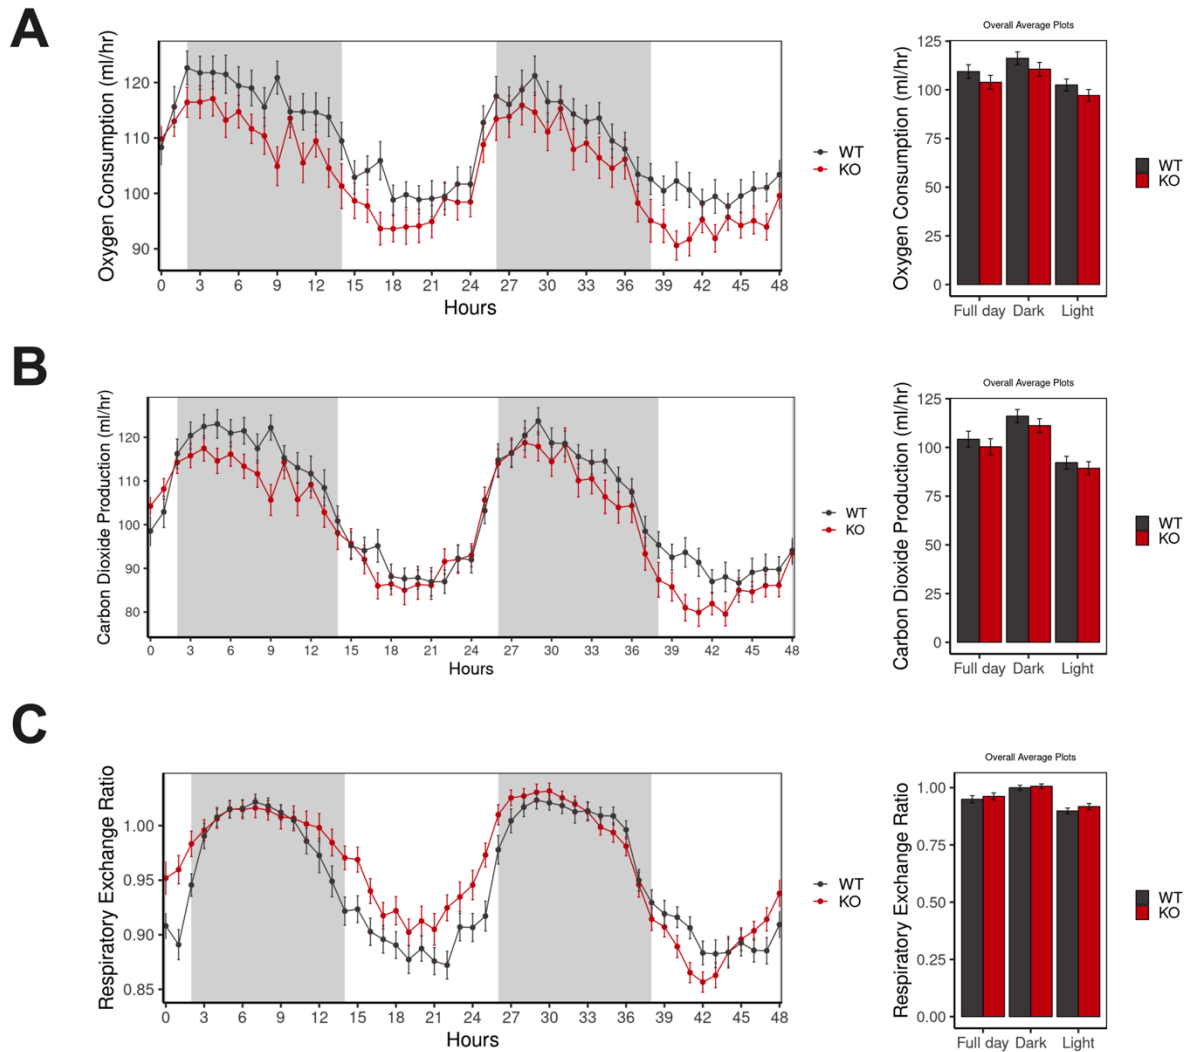 A
Oxygen Consumption (ml/hr)
120
110
100
90
0 3 6 9 12 15 18 21 24 27 30 33 36 39 42 45 48
Hours
WT
KO
Overall Average Plots
Oxygen Consumption (ml/hr)
125
100
75
50
25
0
Full day Dark Light
WT
KO
B
Carbon Dioxide Production (ml/hr)
120
110
100
90
80
0 3 6 9 12 15 18 21 24 27 30 33 36 39 42 45 48
Hours
WT
KO
Overall Average Plots
Carbon Dioxide Production (ml/hr)
125
100
75
50
25
0
Full day Dark Light
WT
KO
C
Respiratory Exchange Ratio
1.00
0.95
0.90
0.85
0 3 6 9 12 15 18 21 24 27 30 33 36 39 42 45 48
Hours
WT
KO
Overall Average Plots
Respiratory Exchange Ratio
1.00
0.75
0.50
0.25
0.00
Full day Dark Light
WT
KO